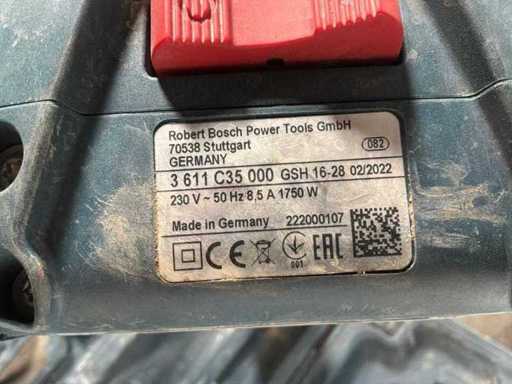 Robert Bosch Power Tools GmbH
70538 Stuttgart
GERMANY
082
3 611 C35 000 GSH 16-28 02/2022
230 V ~ 50 Hz 8,5 A 1750 W
Made in Germany 222000107
CE
001
EAC